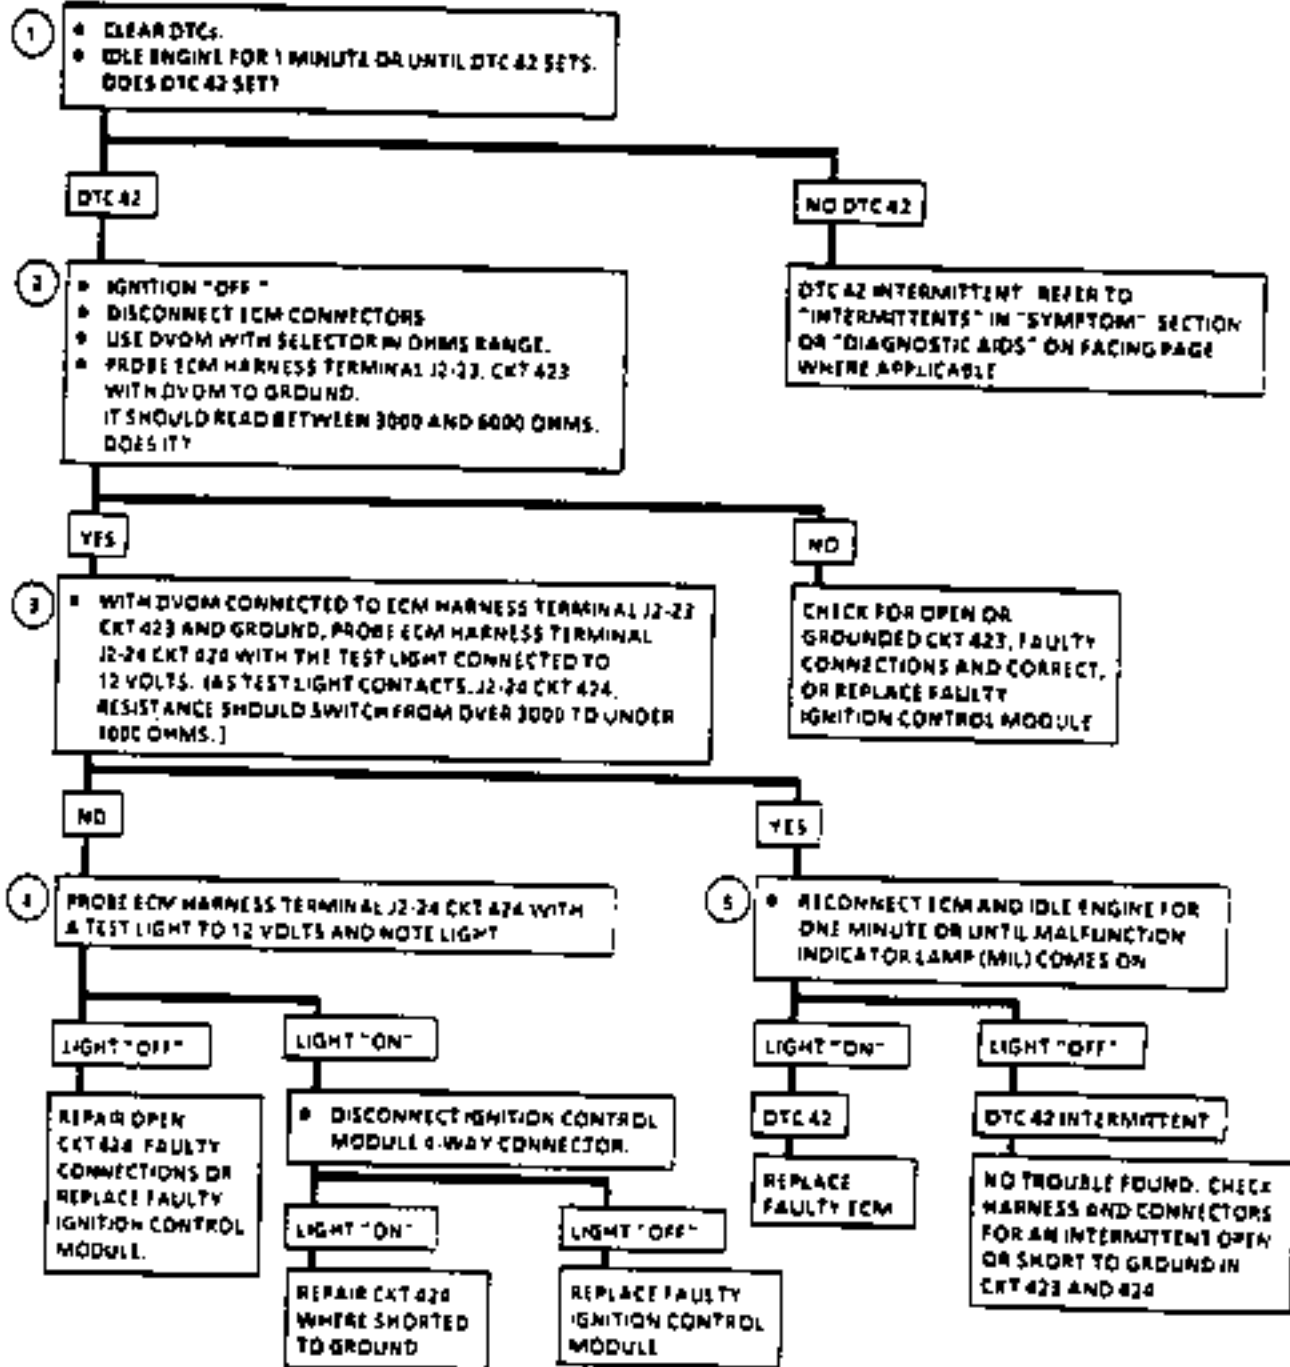 1
• CLEAR DTCs.
• IDLE ENGINE FOR 1 MINUTE OR UNTIL DTC 42 SETS.
DOES DTC 42 SET?
DTC 42
NO DTC 42
2
• IGNITION "OFF"
• DISCONNECT ECM CONNECTORS
• USE DVOM WITH SELECTOR IN OHMS RANGE.
• PROBE ECM HARNESS TERMINAL J2-23, CKT 423
WITH DVOM TO GROUND.
IT SHOULD READ BETWEEN 3000 AND 6000 OHMS.
DOES IT?
DTC 42 INTERMITTENT REFER TO
"INTERMITTENTS" IN "SYMPTOM" SECTION
OR "DIAGNOSTIC AIDS" ON FACING PAGE
WHERE APPLICABLE
YES
NO
3
• WITH DVOM CONNECTED TO ECM HARNESS TERMINAL J2-23
CKT 423 AND GROUND, PROBE ECM HARNESS TERMINAL
J2-24 CKT 424 WITH THE TEST LIGHT CONNECTED TO
12 VOLTS. (AS TEST LIGHT CONTACTS J2-24 CKT 424,
RESISTANCE SHOULD SWITCH FROM OVER 3000 TO UNDER
1000 OHMS.)
CHECK FOR OPEN OR
GROUNDED CKT 423, FAULTY
CONNECTIONS AND CORRECT,
OR REPLACE FAULTY
IGNITION CONTROL MODULE
NO
YES
4
PROBE ECM HARNESS TERMINAL J2-24 CKT 424 WITH
A TEST LIGHT TO 12 VOLTS AND NOTE LIGHT
5
• RECONNECT ECM AND IDLE ENGINE FOR
ONE MINUTE OR UNTIL MALFUNCTION
INDICATOR LAMP (MIL) COMES ON
LIGHT "OFF"
LIGHT "ON"
LIGHT "ON"
LIGHT "OFF"
REPAIR OPEN
CKT 424 FAULTY
CONNECTIONS OR
REPLACE FAULTY
IGNITION CONTROL
MODULE.
• DISCONNECT IGNITION CONTROL
MODULE 4-WAY CONNECTOR.
DTC 42
DTC 42 INTERMITTENT
REPLACE
FAULTY ECM
NO TROUBLE FOUND. CHECK
HARNESS AND CONNECTORS
FOR AN INTERMITTENT OPEN
OR SHORT TO GROUND IN
CKT 423 AND 424
LIGHT "ON"
LIGHT "OFF"
REPAIR CKT 424
WHERE SHORTED
TO GROUND
REPLACE FAULTY
IGNITION CONTROL
MODULE